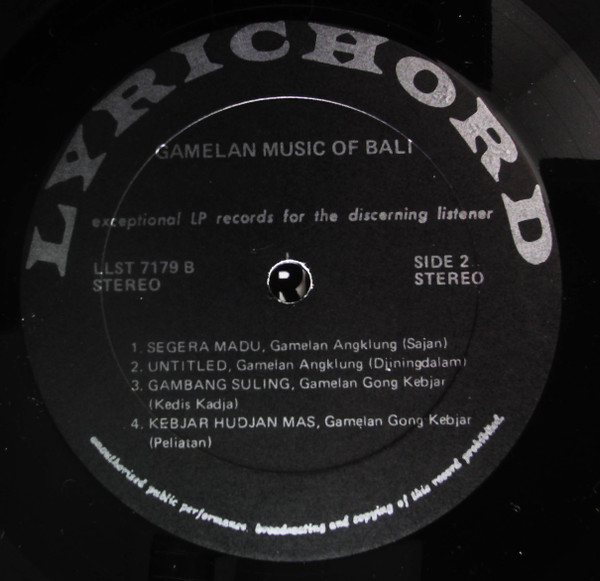 LYRICHORD
GAMELAN MUSIC OF BALI
exceptional LP records for the discerning listener
LLST 7179 B
STEREO
SIDE 2
STEREO
1. SEGERA MADU, Gamelan Angklung (Sajan)
2. UNTITLED, Gamelan Angklung (Djiningdalam)
3. GAMBANG SULING, Gamelan Gong Kebjar
(Kedis Kadja)
4. KEBJAR HUDJAN MAS, Gamelan Gong Kebjar
(Peliatan)
unauthorized public performance, broadcasting and copying of this record prohibited.